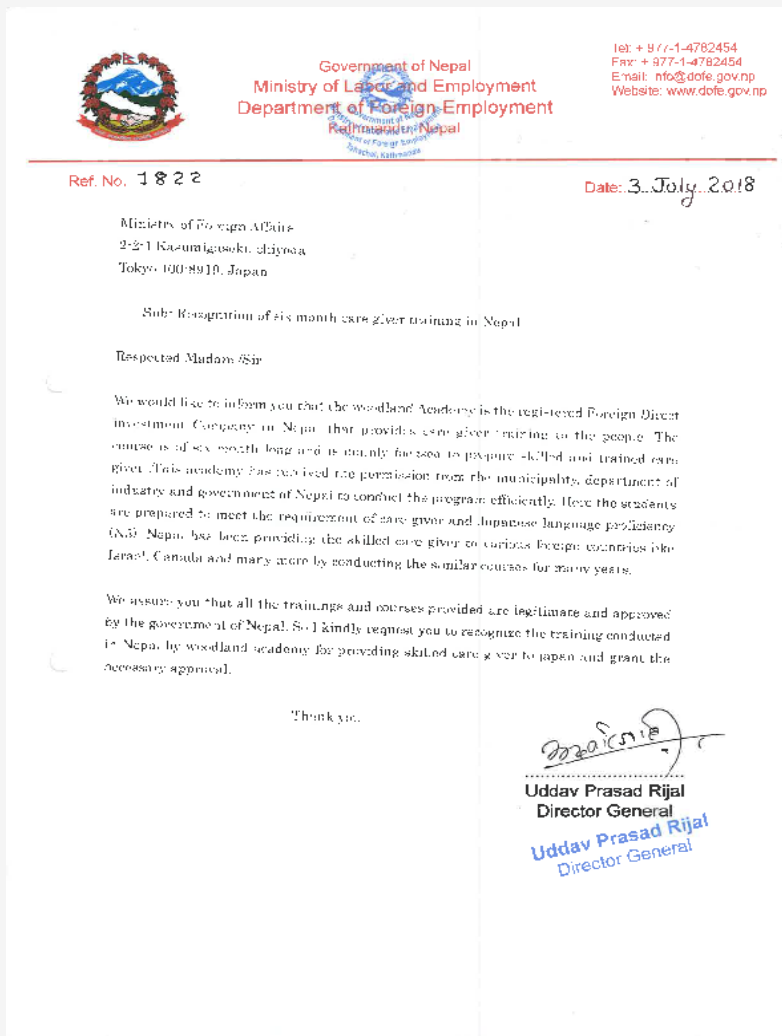 Tel: + 977-1-4782454
Fax: + 977-1-4782454
Email: info@dofe.gov.np
Website: www.dofe.gov.np
Government of Nepal
Ministry of Labor and Employment
Department of Foreign Employment
Kathmandu, Nepal
Ref. No. 1822
Date: 3 July 2018
Ministry of Foreign Affairs
2-2-1 Kasumigaseki, chiyoda
Tokyo 100-8919, Japan
Sub: Recognition of six month care giver training in Nepal
Respected Madam /Sir
We would like to inform you that the woodland Academy is the registered Foreign Direct
investment Company in Nepal that provides care giver training to the people. The
course is of six month long and is mainly focused to prepare skilled and trained care
giver. This academy has received the permission from the municipality, department of
industry and government of Nepal to conduct the program efficiently. Here the students
are prepared to meet the requirement of care giver and Japanese language proficiency
Nepal has been providing the skilled care giver to various foreign countries like
Israel, Canada and many more by conducting the similar courses for many years.
We assure you that all the trainings and courses provided are legitimate and approved
by the government of Nepal. So I kindly request you to recognize the training conducted
in Nepal by woodland academy for providing skilled care giver to japan and grant the
necessary approval.
Thank you.
Uddav Prasad Rijal
Director General
Uddav Prasad Rijal
Director General